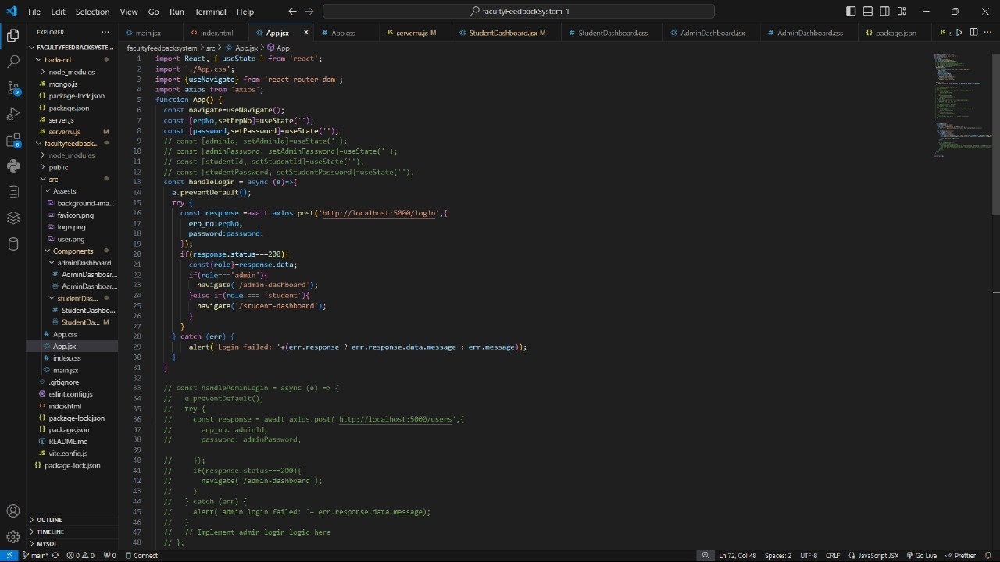 File Edit Selection View Go Run Terminal Help
factyFeedbackSystem-1
EXPLORER
main.jsx
index.html
App.jsx
App.css
serverru.js M
StudentDashboard.jsx M
StudentDashboard.css
AdminDashboard.jsx
AdminDashboard.css
package.json
JS
FACULTYFEEDBACKSYSTE...
backend
node_modules
mongo.js
package-lock.json
package.json
server.js
serverru.js M
facultyfeedback...
node_modules
public
src
Assests
background-ima...
favicon.png
logo.png
user.png
Components
adminDashboard
AdminDashboar...
AdminDashboar...
studentDas...
StudentDashbo...
StudentDa... M
App.css
App.jsx
index.css
main.jsx
.gitignore
eslint.config.js
index.html
package-lock.json
package.json
README.md
vite.config.js
package-lock.json
OUTLINE
TIMELINE
MYSQL
facultyfeedbacksystem > src > App.jsx > App
1 import React, { useState } from 'react';
2 import './App.css';
3 import {useNavigate} from 'react-router-dom';
4 import axios from 'axios';
5 function App() {
6 const navigate=useNavigate();
7 const [erpNo,setErpNo]=useState('');
8 const [password,setPassword]=useState('');
9 // const [adminId, setAdminId]=useState('');
10 // const [adminPassword, setAdminPassword]=useState('');
11 // const [studentId, setStudentId]=useState('');
12 // const [studentPassword, setStudentPassword]=useState('');
13 const handleLogin = async (e)=>{
14 e.preventDefault();
15 try {
16 const response =await axios.post('http://localhost:5000/login',{
17 erp_no:erpNo,
18 password:password,
19 });
20 if(response.status===200){
21 const{role}=response.data;
22 if(role==='admin'){
23 navigate('/admin-dashboard');
24 }else if(role === 'student'){
25 navigate('/student-dashboard');
26 }
27 }
28 } catch (err) {
29 alert('Login failed: '+(err.response ? err.response.data.message : err.message));
30 }
31 }
32
33 // const handleAdminLogin = async (e) => {
34 // e.preventDefault();
35 // try {
36 // const response = await axios.post('http://localhost:5000/users',{
37 // erp_no: adminId,
38 // password: adminPassword,
39
40 // });
41 // if(response.status===200){
42 // navigate('/admin-dashboard');
43 // }
44 // } catch (err) {
45 // alert('admin login failed: '+ err.response.data.message);
46 // }
47 // // Implement admin login logic here
48 // };
main* 0 0 0 Connect
Ln 72, Col 48 Spaces: 2 UTF-8 CRLF JavaScript JSX Go Live Prettier